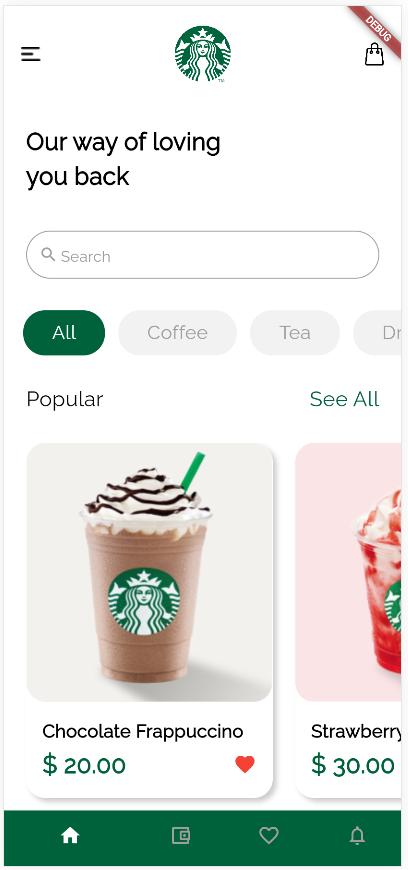 DEBUG
TM
Our way of loving
you back
Search
All Coffee Tea Dr
Popular See All
Chocolate Frappuccino Strawberry
$ 20.00 $ 30.00